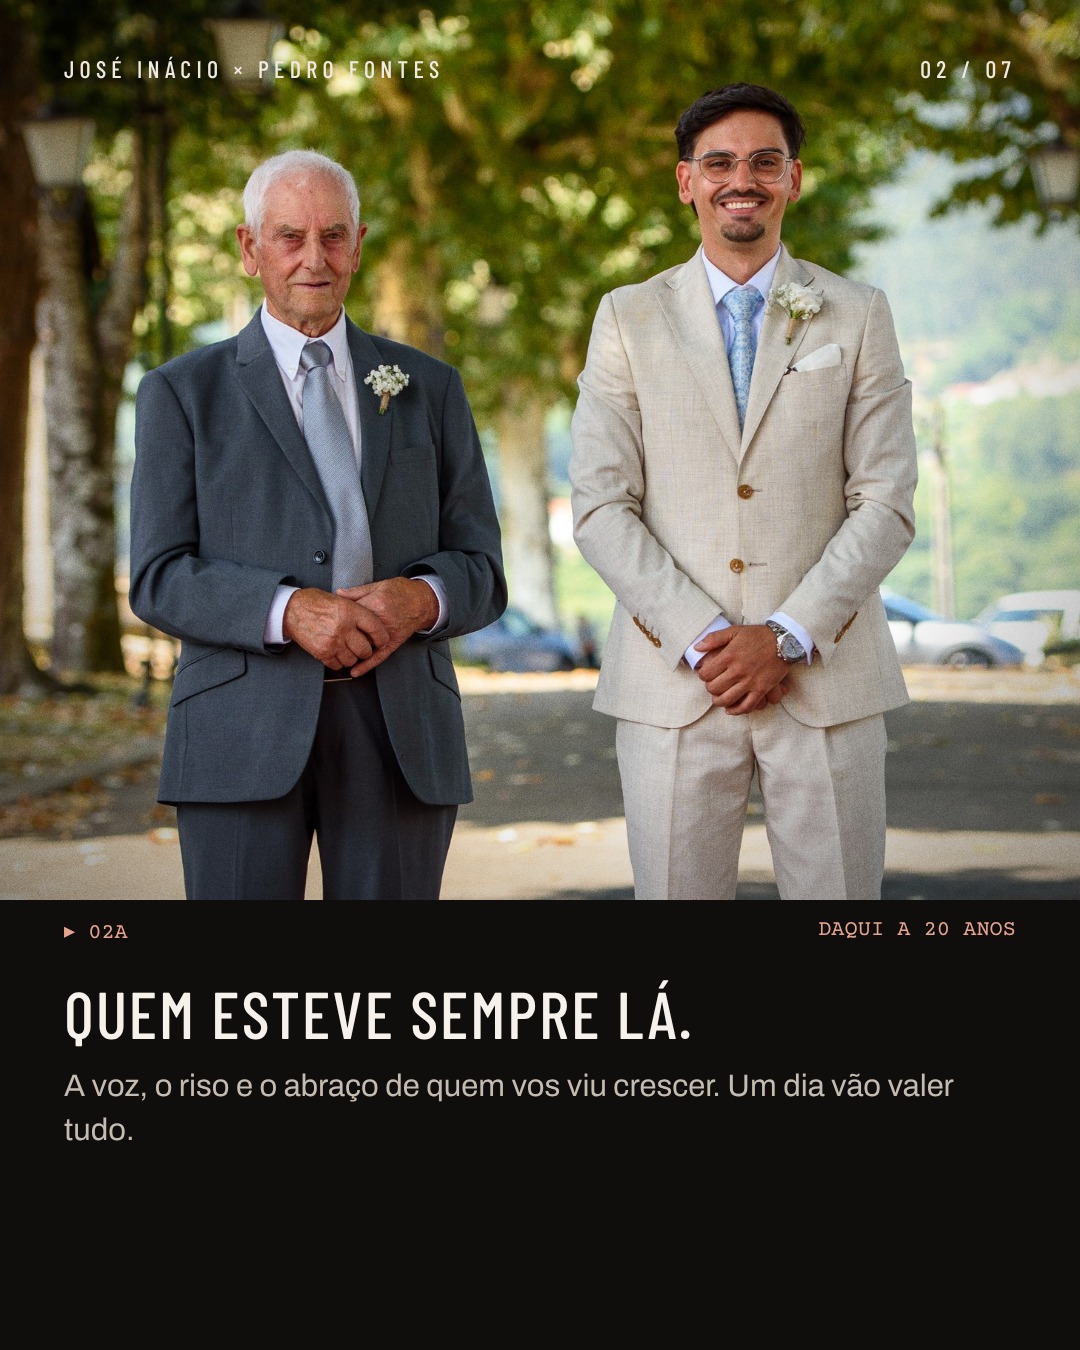 JOSÉ INÁCIO × PEDRO FONTES
02 / 07
▶ 02A
DAQUI A 20 ANOS
QUEM ESTEVE SEMPRE LÁ.
A voz, o riso e o abraço de quem vos viu crescer. Um dia vão valer
tudo.